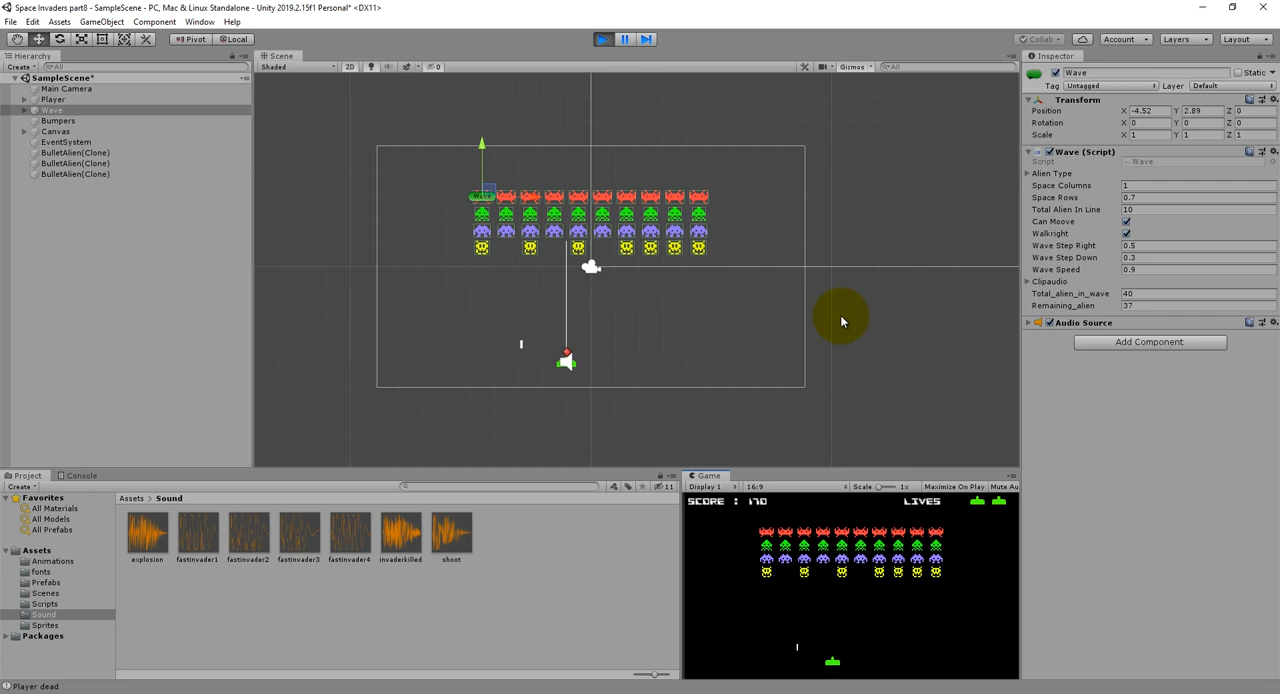 Space Invaders part8 - SampleScene - PC, Mac & Linux Standalone - Unity 2019.2.15f1 Personal* <DX11>
File Edit Assets GameObject Component Window Help
Pivot Local Collab Account Layers Layout
Hierarchy Scene Inspector
Create All Shaded 2D 0 Gizmos All
SampleScene*
Main Camera
Player
Wave
Bumpers
Canvas
EventSystem
BulletAlien(Clone)
BulletAlien(Clone)
BulletAlien(Clone)
Wave Static
Tag Untagged Layer Default
Transform
Position X -4.52 Y 2.89 Z 0
Rotation X 0 Y 0 Z 0
Scale X 1 Y 1 Z 1
Wave (Script)
Script Wave
Alien Type
Space Columns 1
Space Rows 0.7
Total Alien In Line 10
Can Moove
Walkright
Wave Step Right 0.5
Wave Step Down 0.3
Wave Speed 0.9
Clipaudio
Total_alien_in_wave 40
Remaining_alien 37
Audio Source
Add Component
Project Console
Create 11
Favorites
All Materials
All Models
All Prefabs
Assets
Animations
fonts
Prefabs
Scenes
Scripts
Sound
Sprites
Packages
Assets > Sound
explosion fastinvader1 fastinvader2 fastinvader3 fastinvader4 invaderkilled shoot
Game
Display 1 16:9 Scale 1x Maximize On Play Mute Au
SCORE : 170 LIVES
Player dead